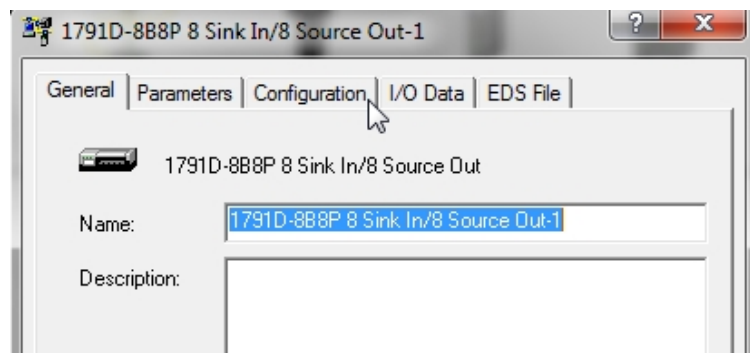 1791D-8B8P 8 Sink In/8 Source Out-1
? X
General Parameters Configuration I/O Data EDS File
1791D-8B8P 8 Sink In/8 Source Out
Name: 1791D-8B8P 8 Sink In/8 Source Out-1
Description: